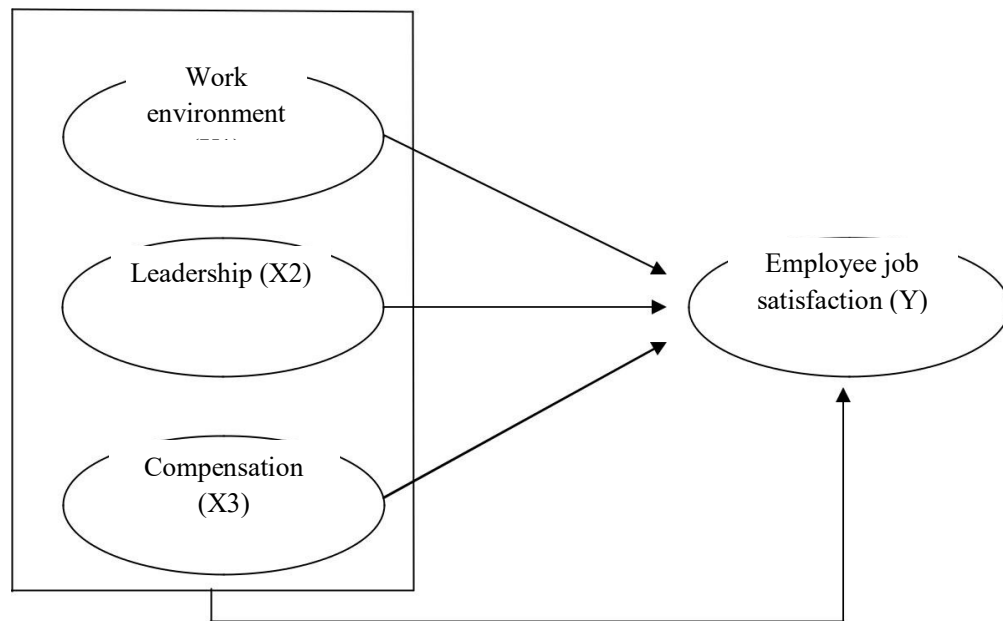 Work
environment
Leadership (X2)
Compensation
(X3)
Employee job
satisfaction (Y)